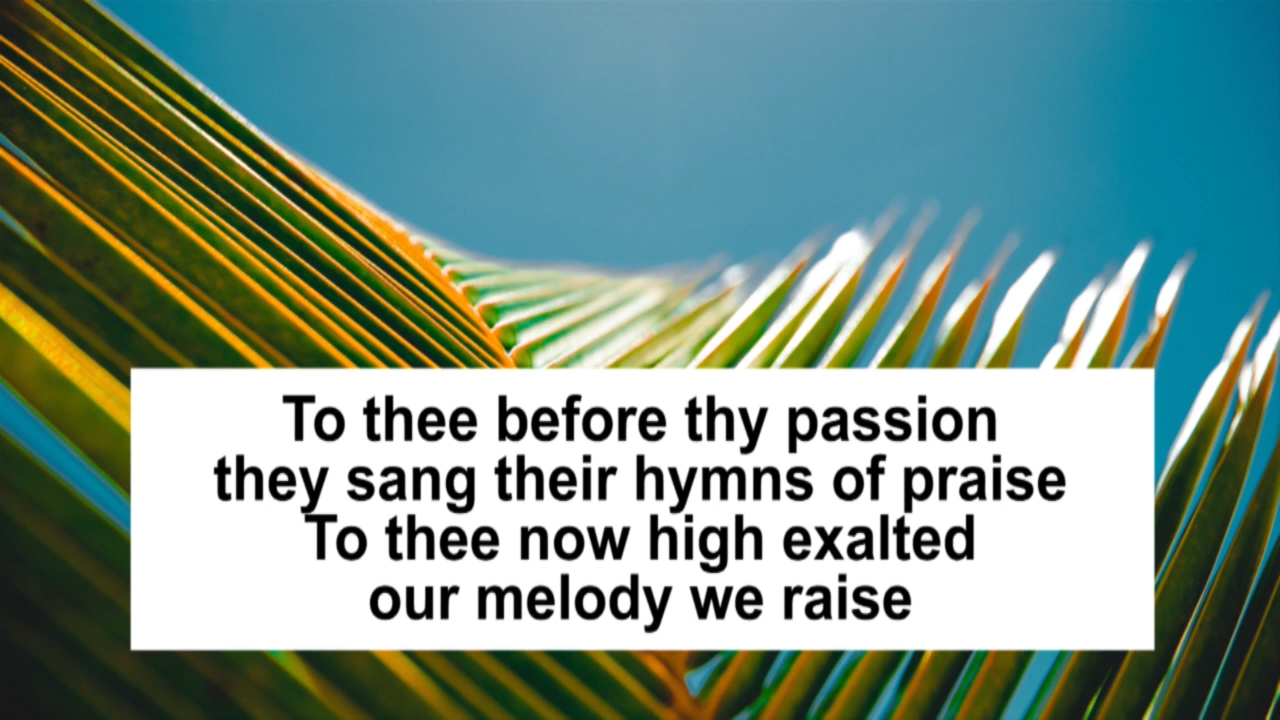 To thee before thy passion
they sang their hymns of praise
To thee now high exalted
our melody we raise